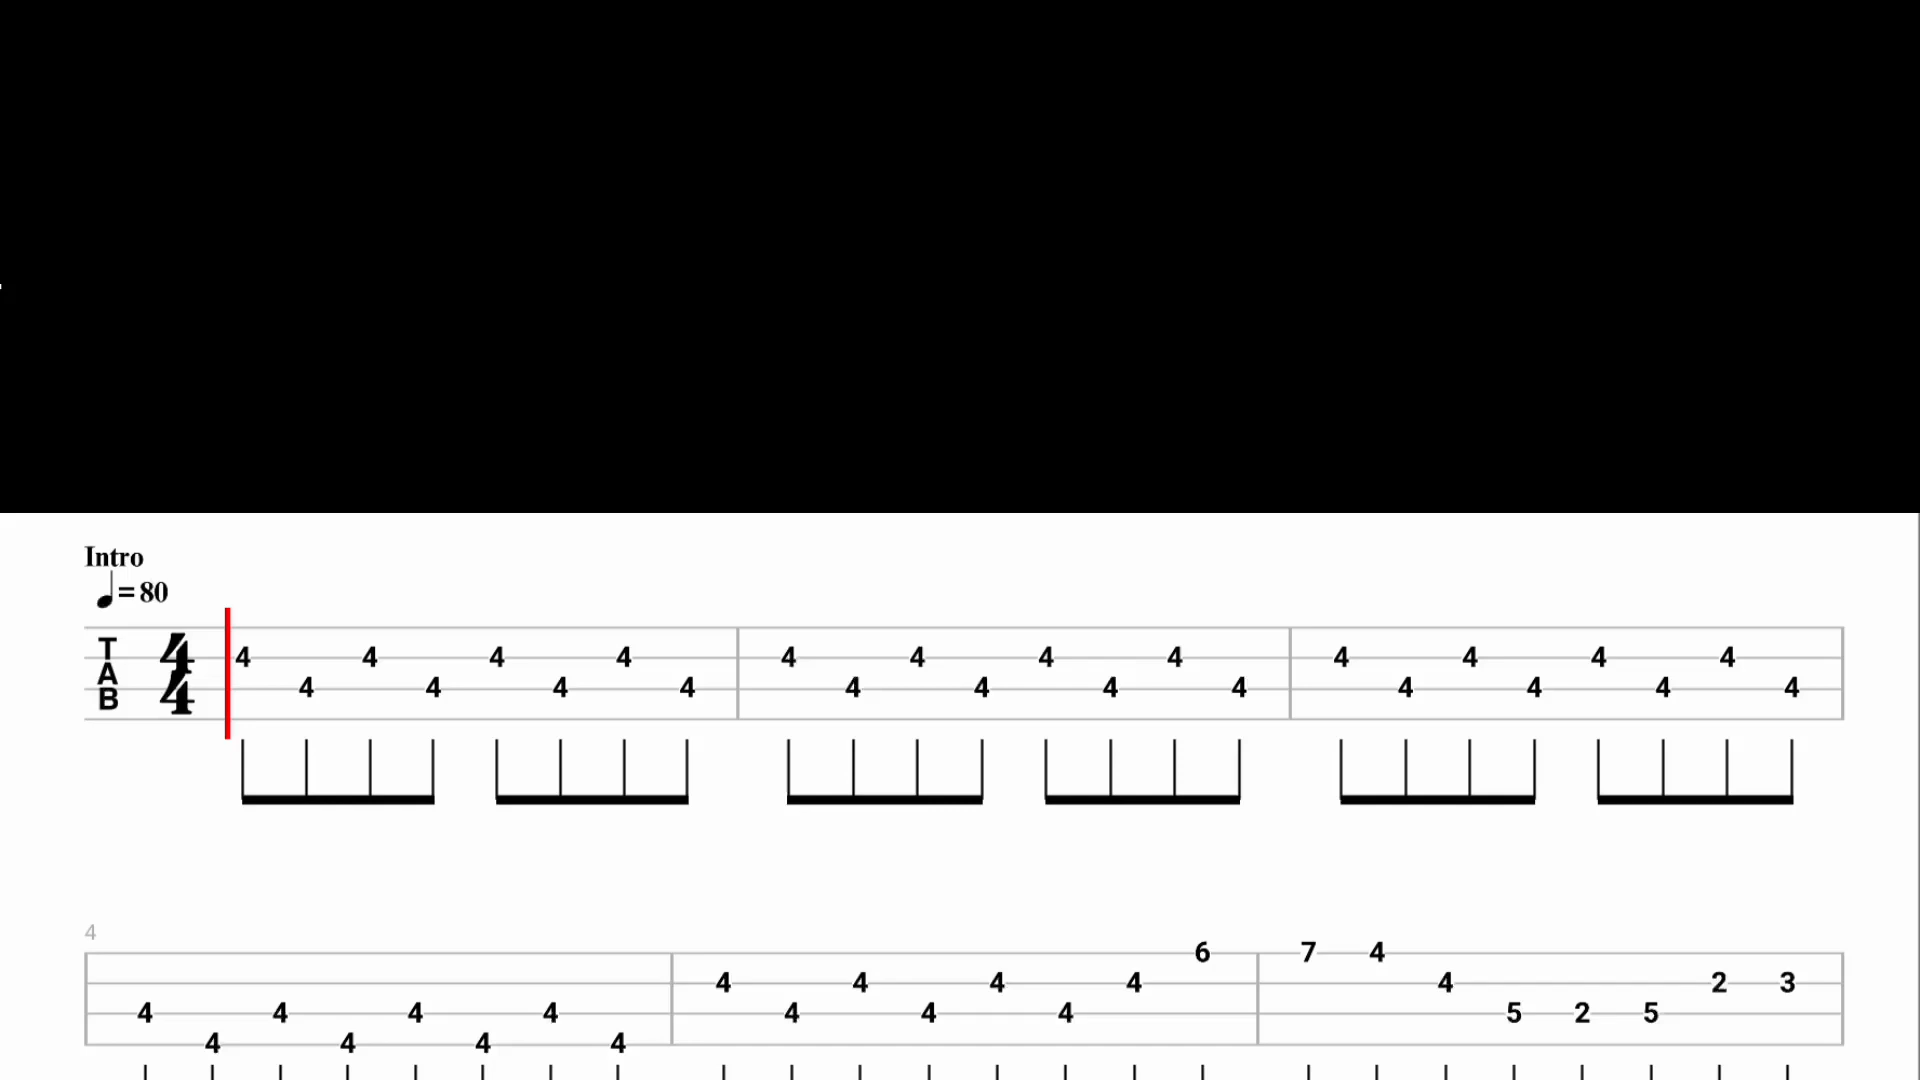 Intro
♩ = 80
T
A
B
4
4
4 4 4 4 4 4 4 4 4 4 4 4
4 4 4 4 4 4 4 4 4 4 4 4
4
6 7 4
4 4 4 4 4 2 3
4 4 4 4 4 4 4 5 2 5
4 4 4 4